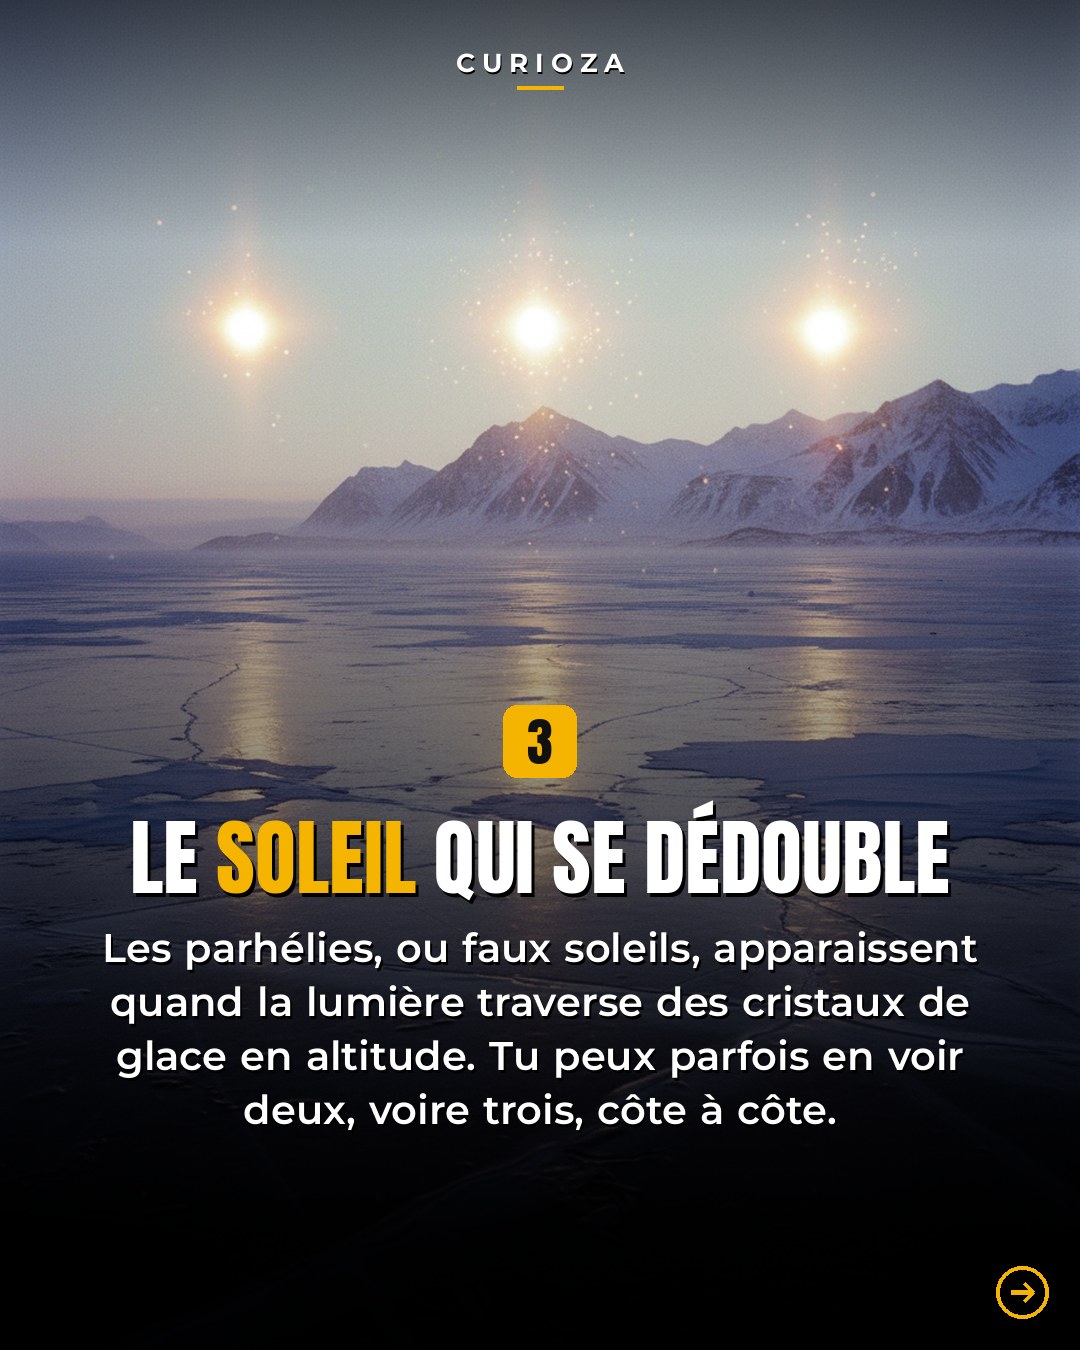 CURIOZA
3
LE SOLEIL QUI SE DÉDOUBLE
Les parhélies, ou faux soleils, apparaissent
quand la lumière traverse des cristaux de
glace en altitude. Tu peux parfois en voir
deux, voire trois, côte à côte.